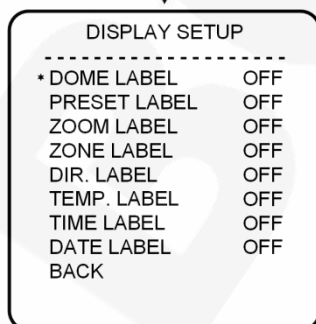 DISPLAY SETUP
- - - - - - - - - - - - - - - - - - - - -
* DOME LABEL OFF
PRESET LABEL OFF
ZOOM LABEL OFF
ZONE LABEL OFF
DIR. LABEL OFF
TEMP. LABEL OFF
TIME LABEL OFF
DATE LABEL OFF
BACK